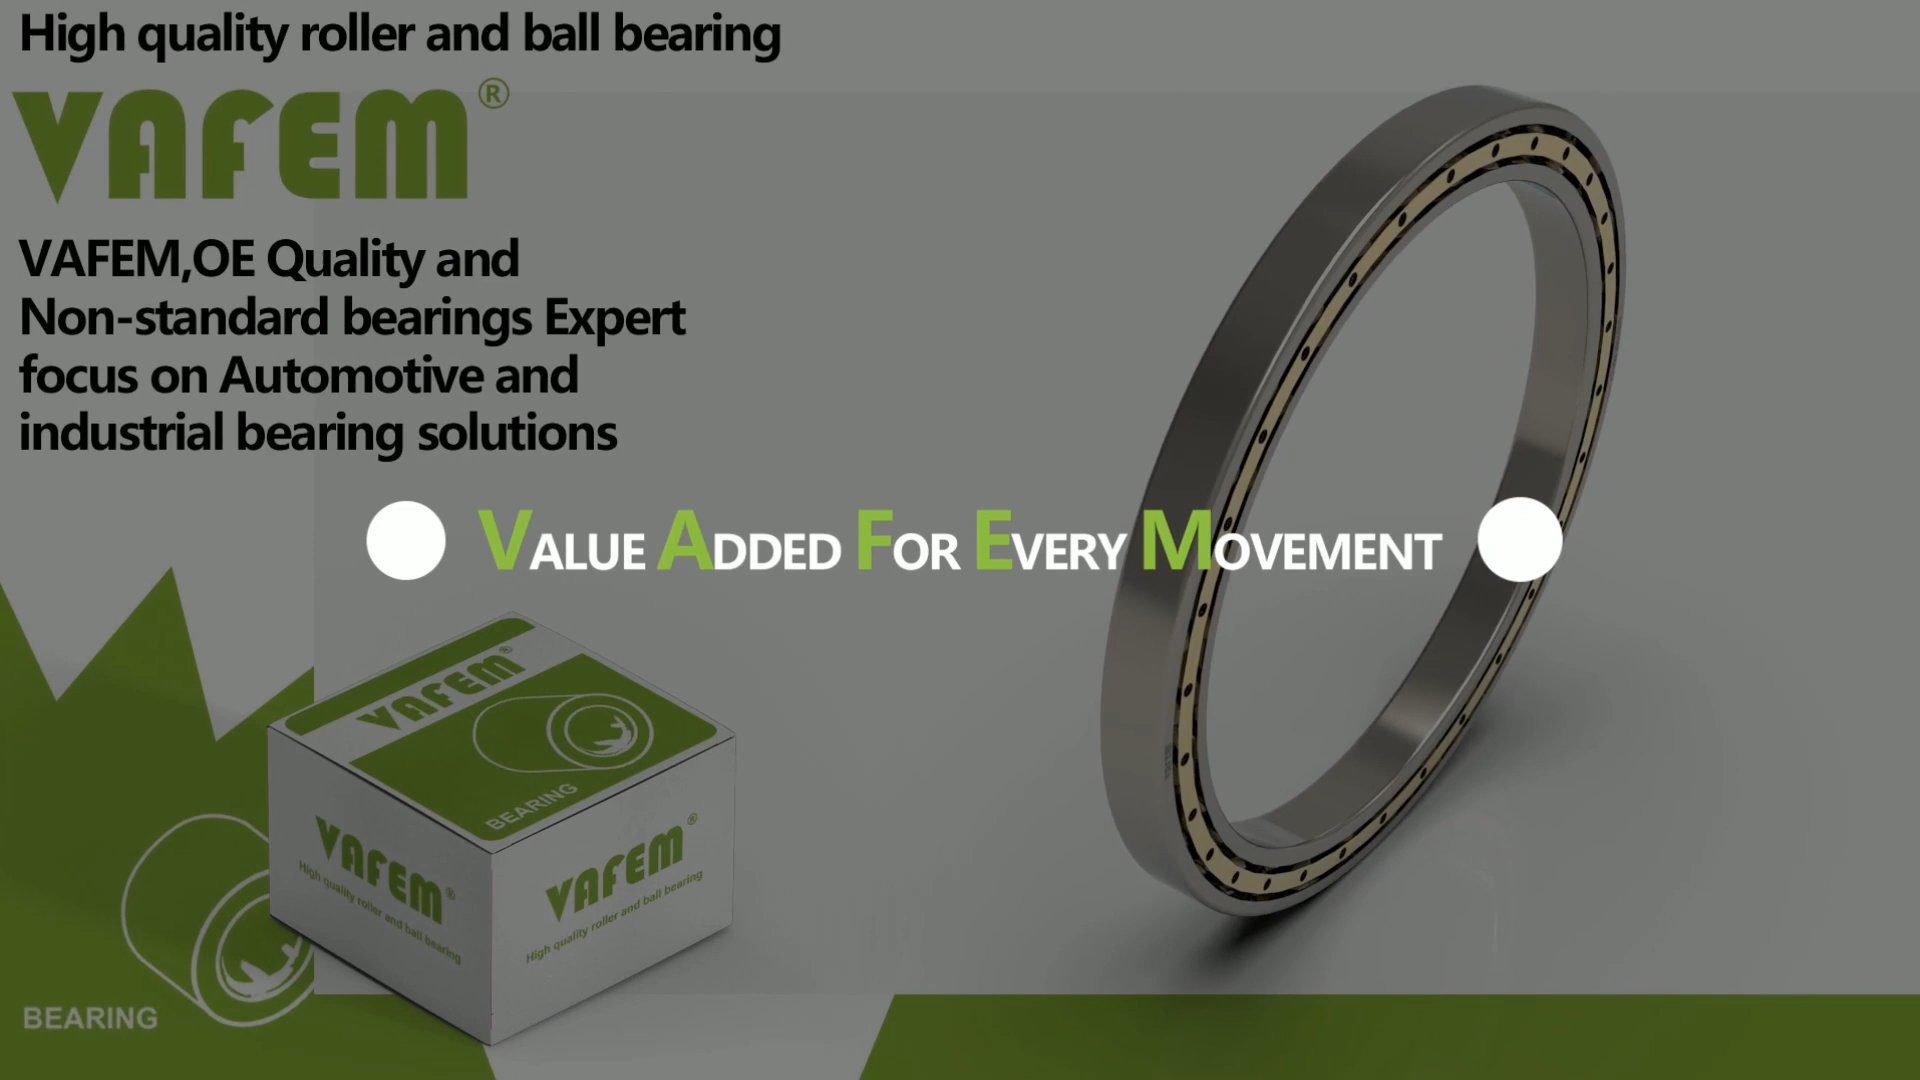 High quality roller and ball bearing
VAFEM®
VAFEM,OE Quality and
Non-standard bearings Expert
focus on Automotive and
industrial bearing solutions
VALUE ADDED FOR EVERY MOVEMENT
VAFEM®
BEARING
VAFEM®
High quality roller and ball bearing
VAFEM®
High quality roller and ball bearing
BEARING